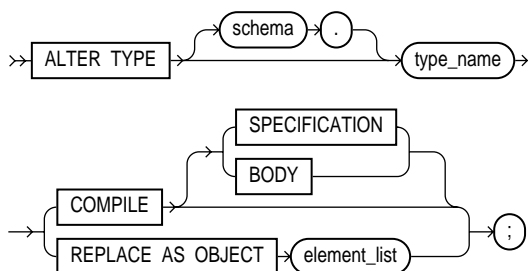 schema .
ALTER TYPE type_name
SPECIFICATION
BODY
COMPILE
REPLACE AS OBJECT element_list ;